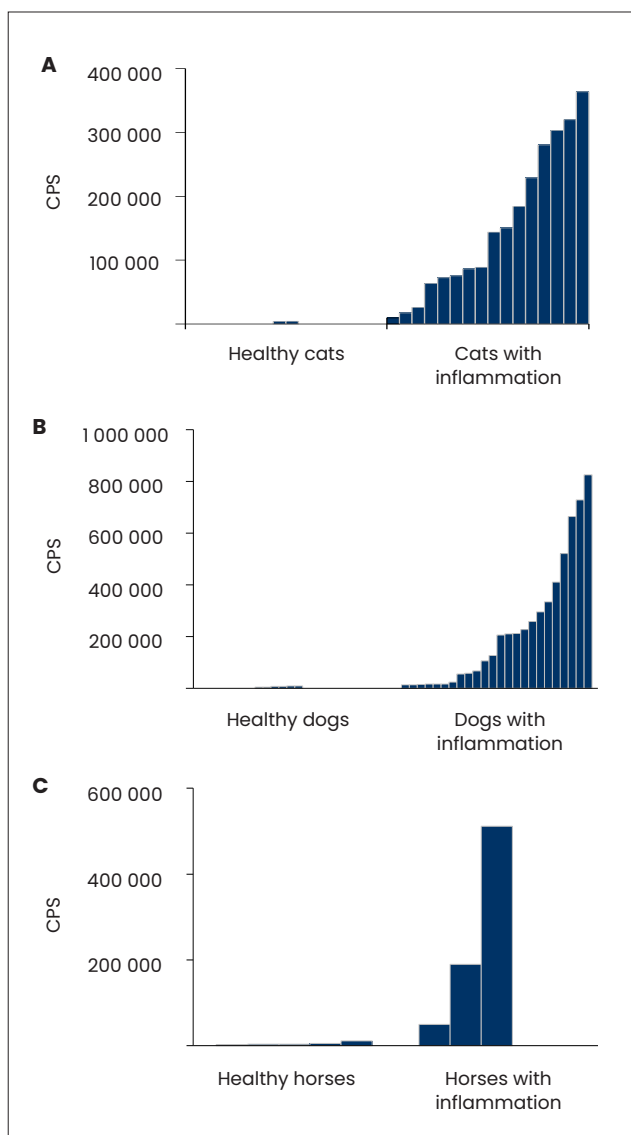 A
400 000
300 000
200 000
100 000
CPS
Healthy cats
Cats with
inflammation
B
1 000 000
800 000
600 000
400 000
200 000
CPS
Healthy dogs
Dogs with
inflammation
C
600 000
400 000
200 000
CPS
Healthy horses
Horses with
inflammation